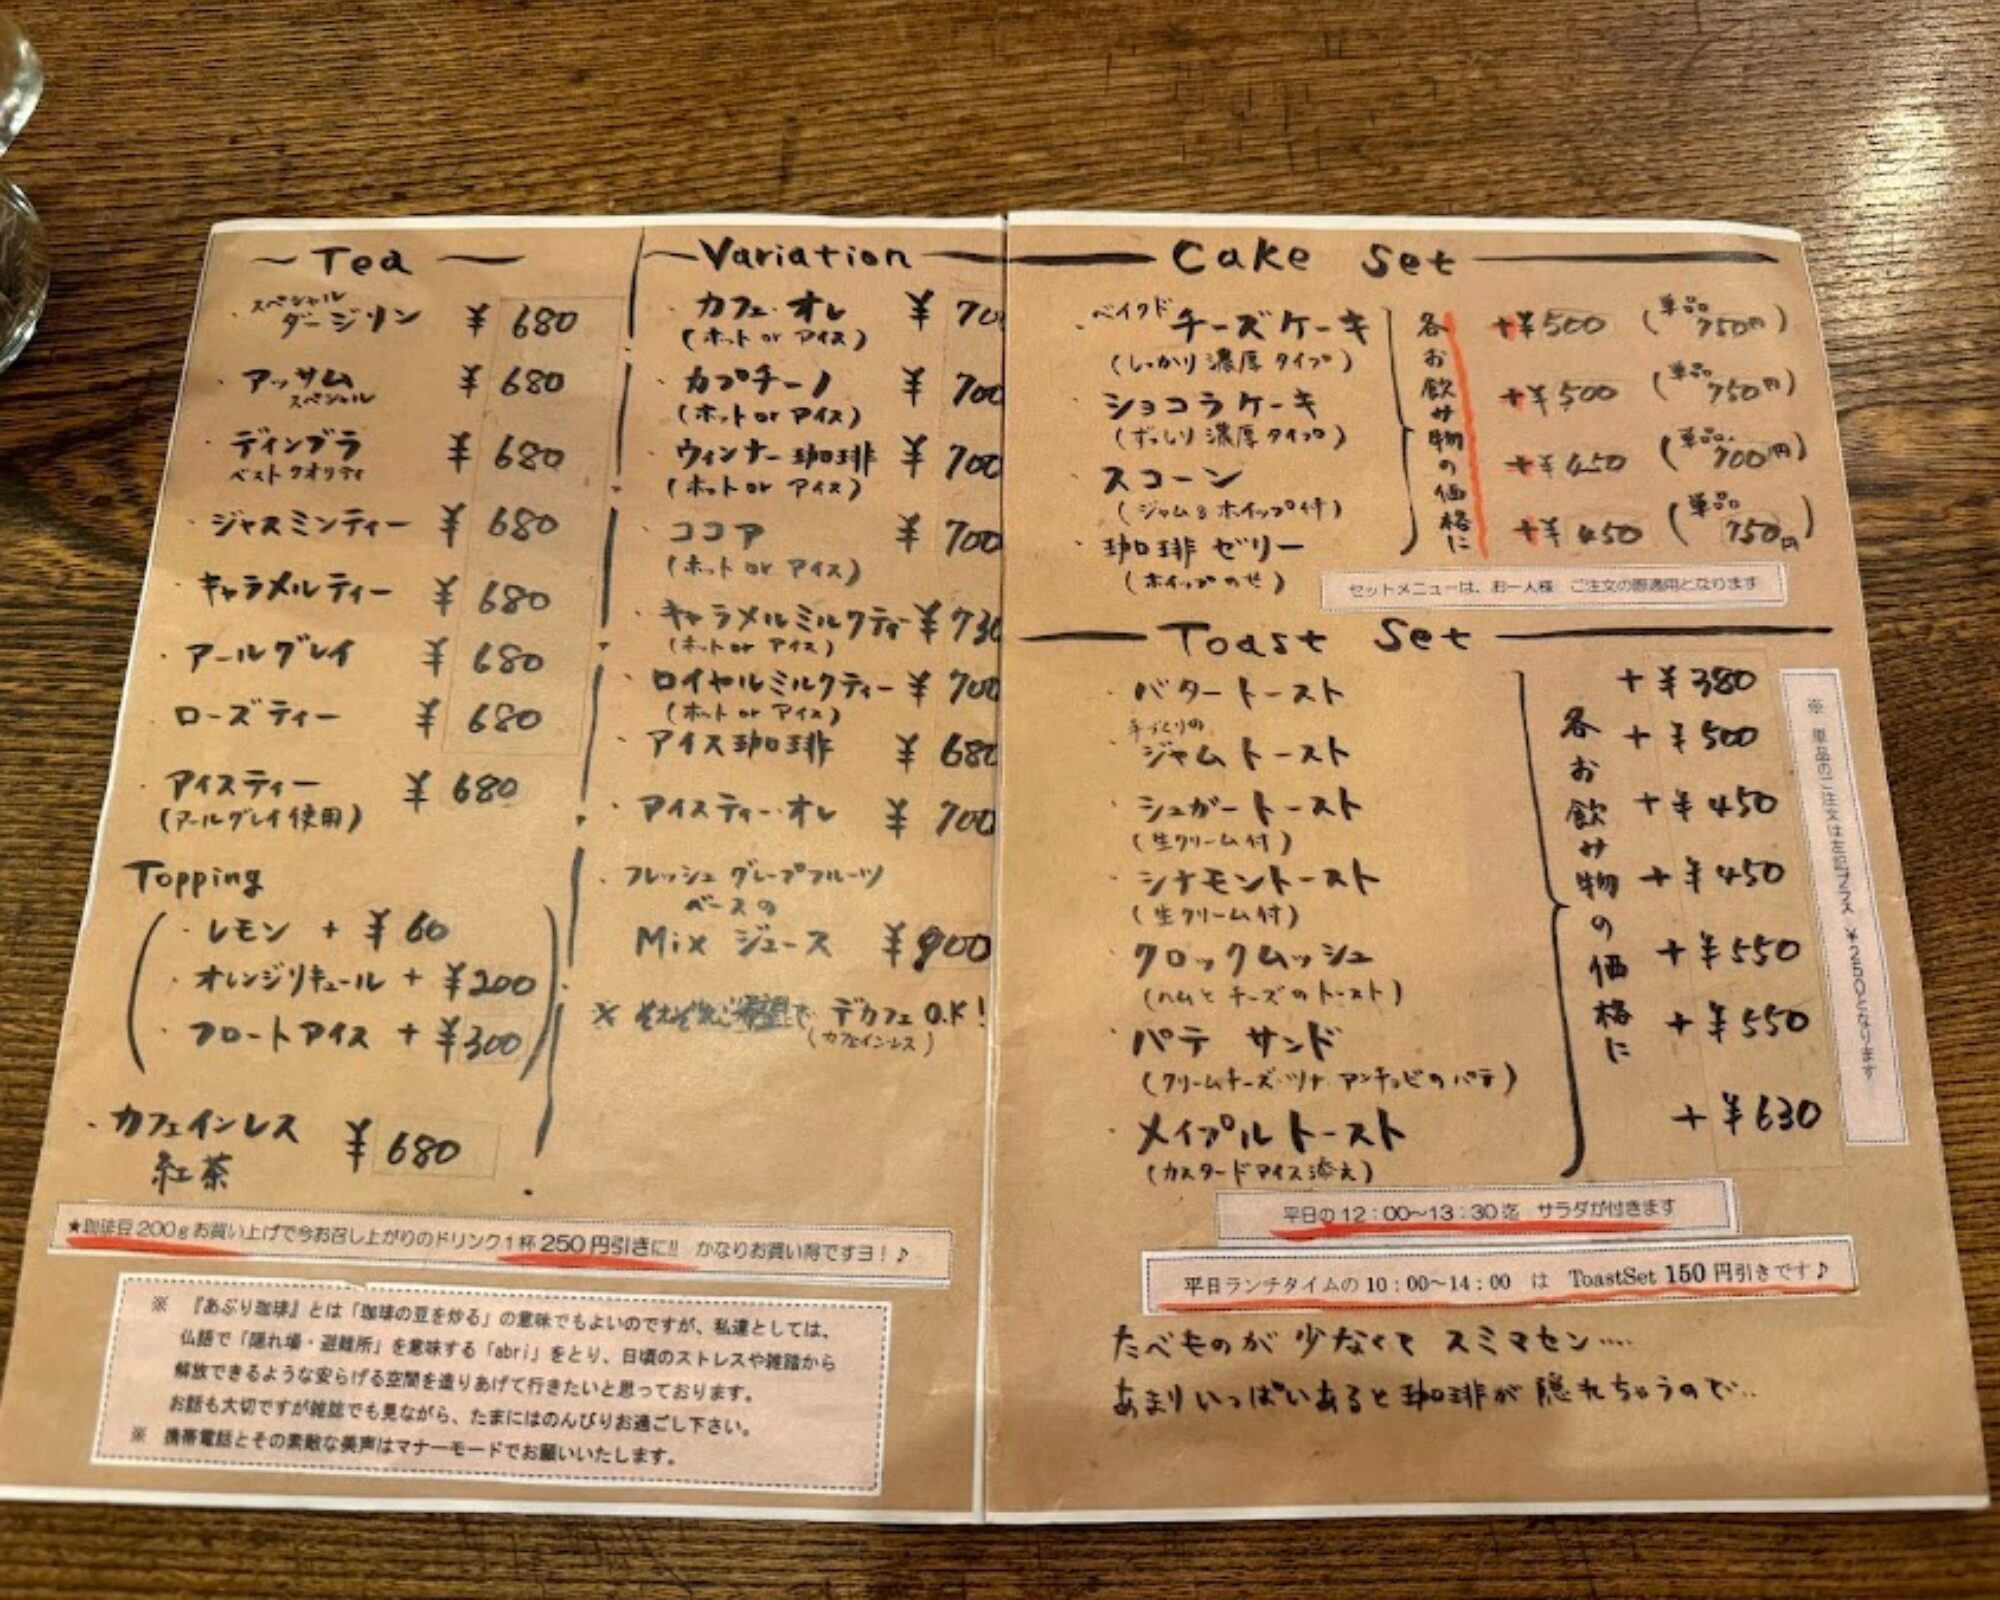 ～Tea～
・スペシャル
ダージリン ¥680
・アッサム ¥680
スペシャル
・ディンブラ ¥680
ベストクオリティ
・ジャスミンティー ¥680
・キャラメルティー ¥680
・アールグレイ ¥680
・ローズティー ¥680
・アイスティー ¥680
(アールグレイ使用)
Topping
・レモン +¥60
・オレンジリキュール +¥200
・フロートアイス +¥300
・カフェインレス
紅茶 ¥680
～Variation
・カフェ・オレ ¥70
(ホット or アイス)
・カプチーノ ¥700
(ホット or アイス)
・ウィンナー珈琲 ¥700
(ホット or アイス)
・ココア ¥700
(ホット or アイス)
・キャラメルミルクティー ¥730
(ホット or アイス)
・ロイヤルミルクティー ¥700
(ホット or アイス)
・アイス珈琲 ¥680
・アイスティー・オレ ¥700
・フレッシュグレープフルーツ
ベースの
Mix ジュース ¥900
※それぞれご希望で デカフェO.K!
(カフェインレス)
★珈琲豆200gお買い上げで今お召し上がりのドリンク1杯250円引きに!! かなりお買い得ですヨ!♪
※ 『あぶり珈琲』とは「珈琲の豆を炒る」の意味でもよいのですが、私達としては、
仏語で「隠れ場・避難所」を意味する「abri」をとり、日頃のストレスや雑踏から
解放できるような安らげる空間を造りあげて行きたいと思っております。
お話も大切ですが雑誌でも見ながら、たまにはのんびりお過ごし下さい。
※ 携帯電話とその素敵な美声はマナーモードでお願いいたします。
Cake Set
・ベイクドチーズケーキ +¥500 (単品750円)
(しっかり濃厚タイプ)
・ショコラケーキ +¥500 (単品750円)
(ずっしり濃厚タイプ)
・スコーン +¥450 (単品700円)
(ジャム&ホイップ付)
・珈琲ゼリー +¥450 (単品750円)
(ホイップのせ)
各お飲み物の価格に
セットメニューは、お一人様 ご注文の際適用となります
Toast Set
・バタートースト +¥380
手づくりの
・ジャムトースト +¥500
・シュガートースト +¥450
(生クリーム付)
・シナモントースト +¥450
(生クリーム付)
・クロックムッシュ +¥550
(ハムとチーズのトースト)
・パテ サンド +¥550
(クリームチーズ・ツナ・アンチョビのパテ)
・メイプルトースト +¥630
(カスタードアイス添え)
各お飲み物の価格に
※ 単品のご注文は左記プラス ¥250となります
平日の12:00～13:30迄 サラダが付きます
平日ランチタイムの10:00～14:00 は ToastSet 150円引きです♪
たべものが少なくてスミマセン‥‥
あまりいっぱいあると珈琲が隠れちゃうので‥